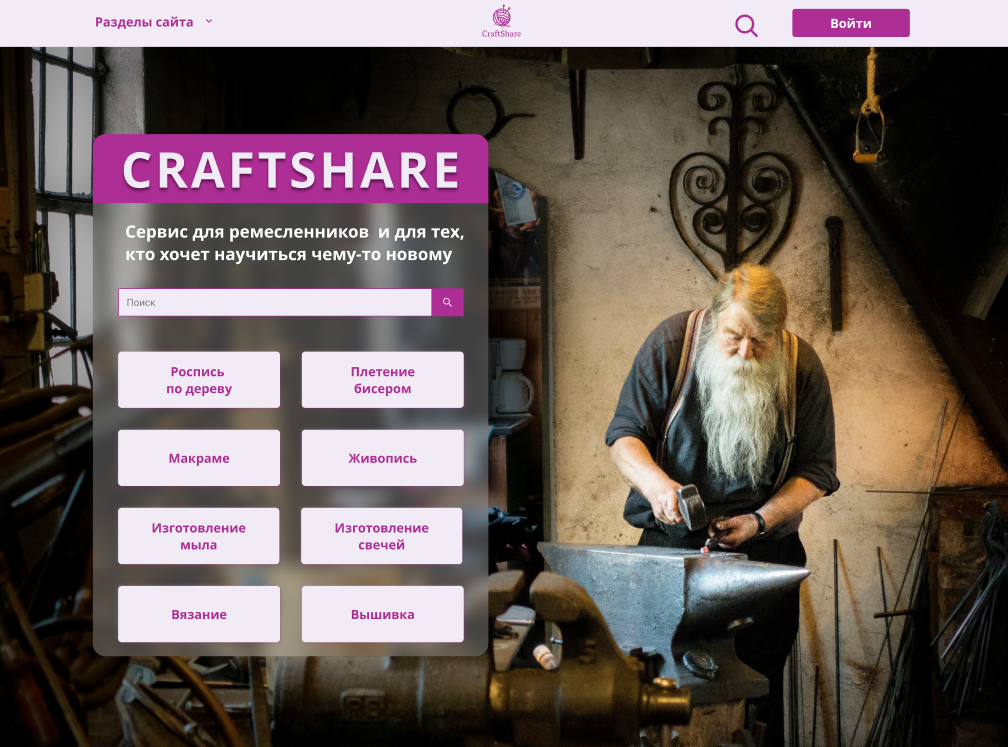 Разделы сайта
CraftShare
Войти
CRAFTSHARE
Сервис для ремесленников и для тех,
кто хочет научиться чему-то новому
Поиск
Роспись
по дереву
Плетение
бисером
Макраме
Живопись
Изготовление
мыла
Изготовление
свечей
Вязание
Вышивка